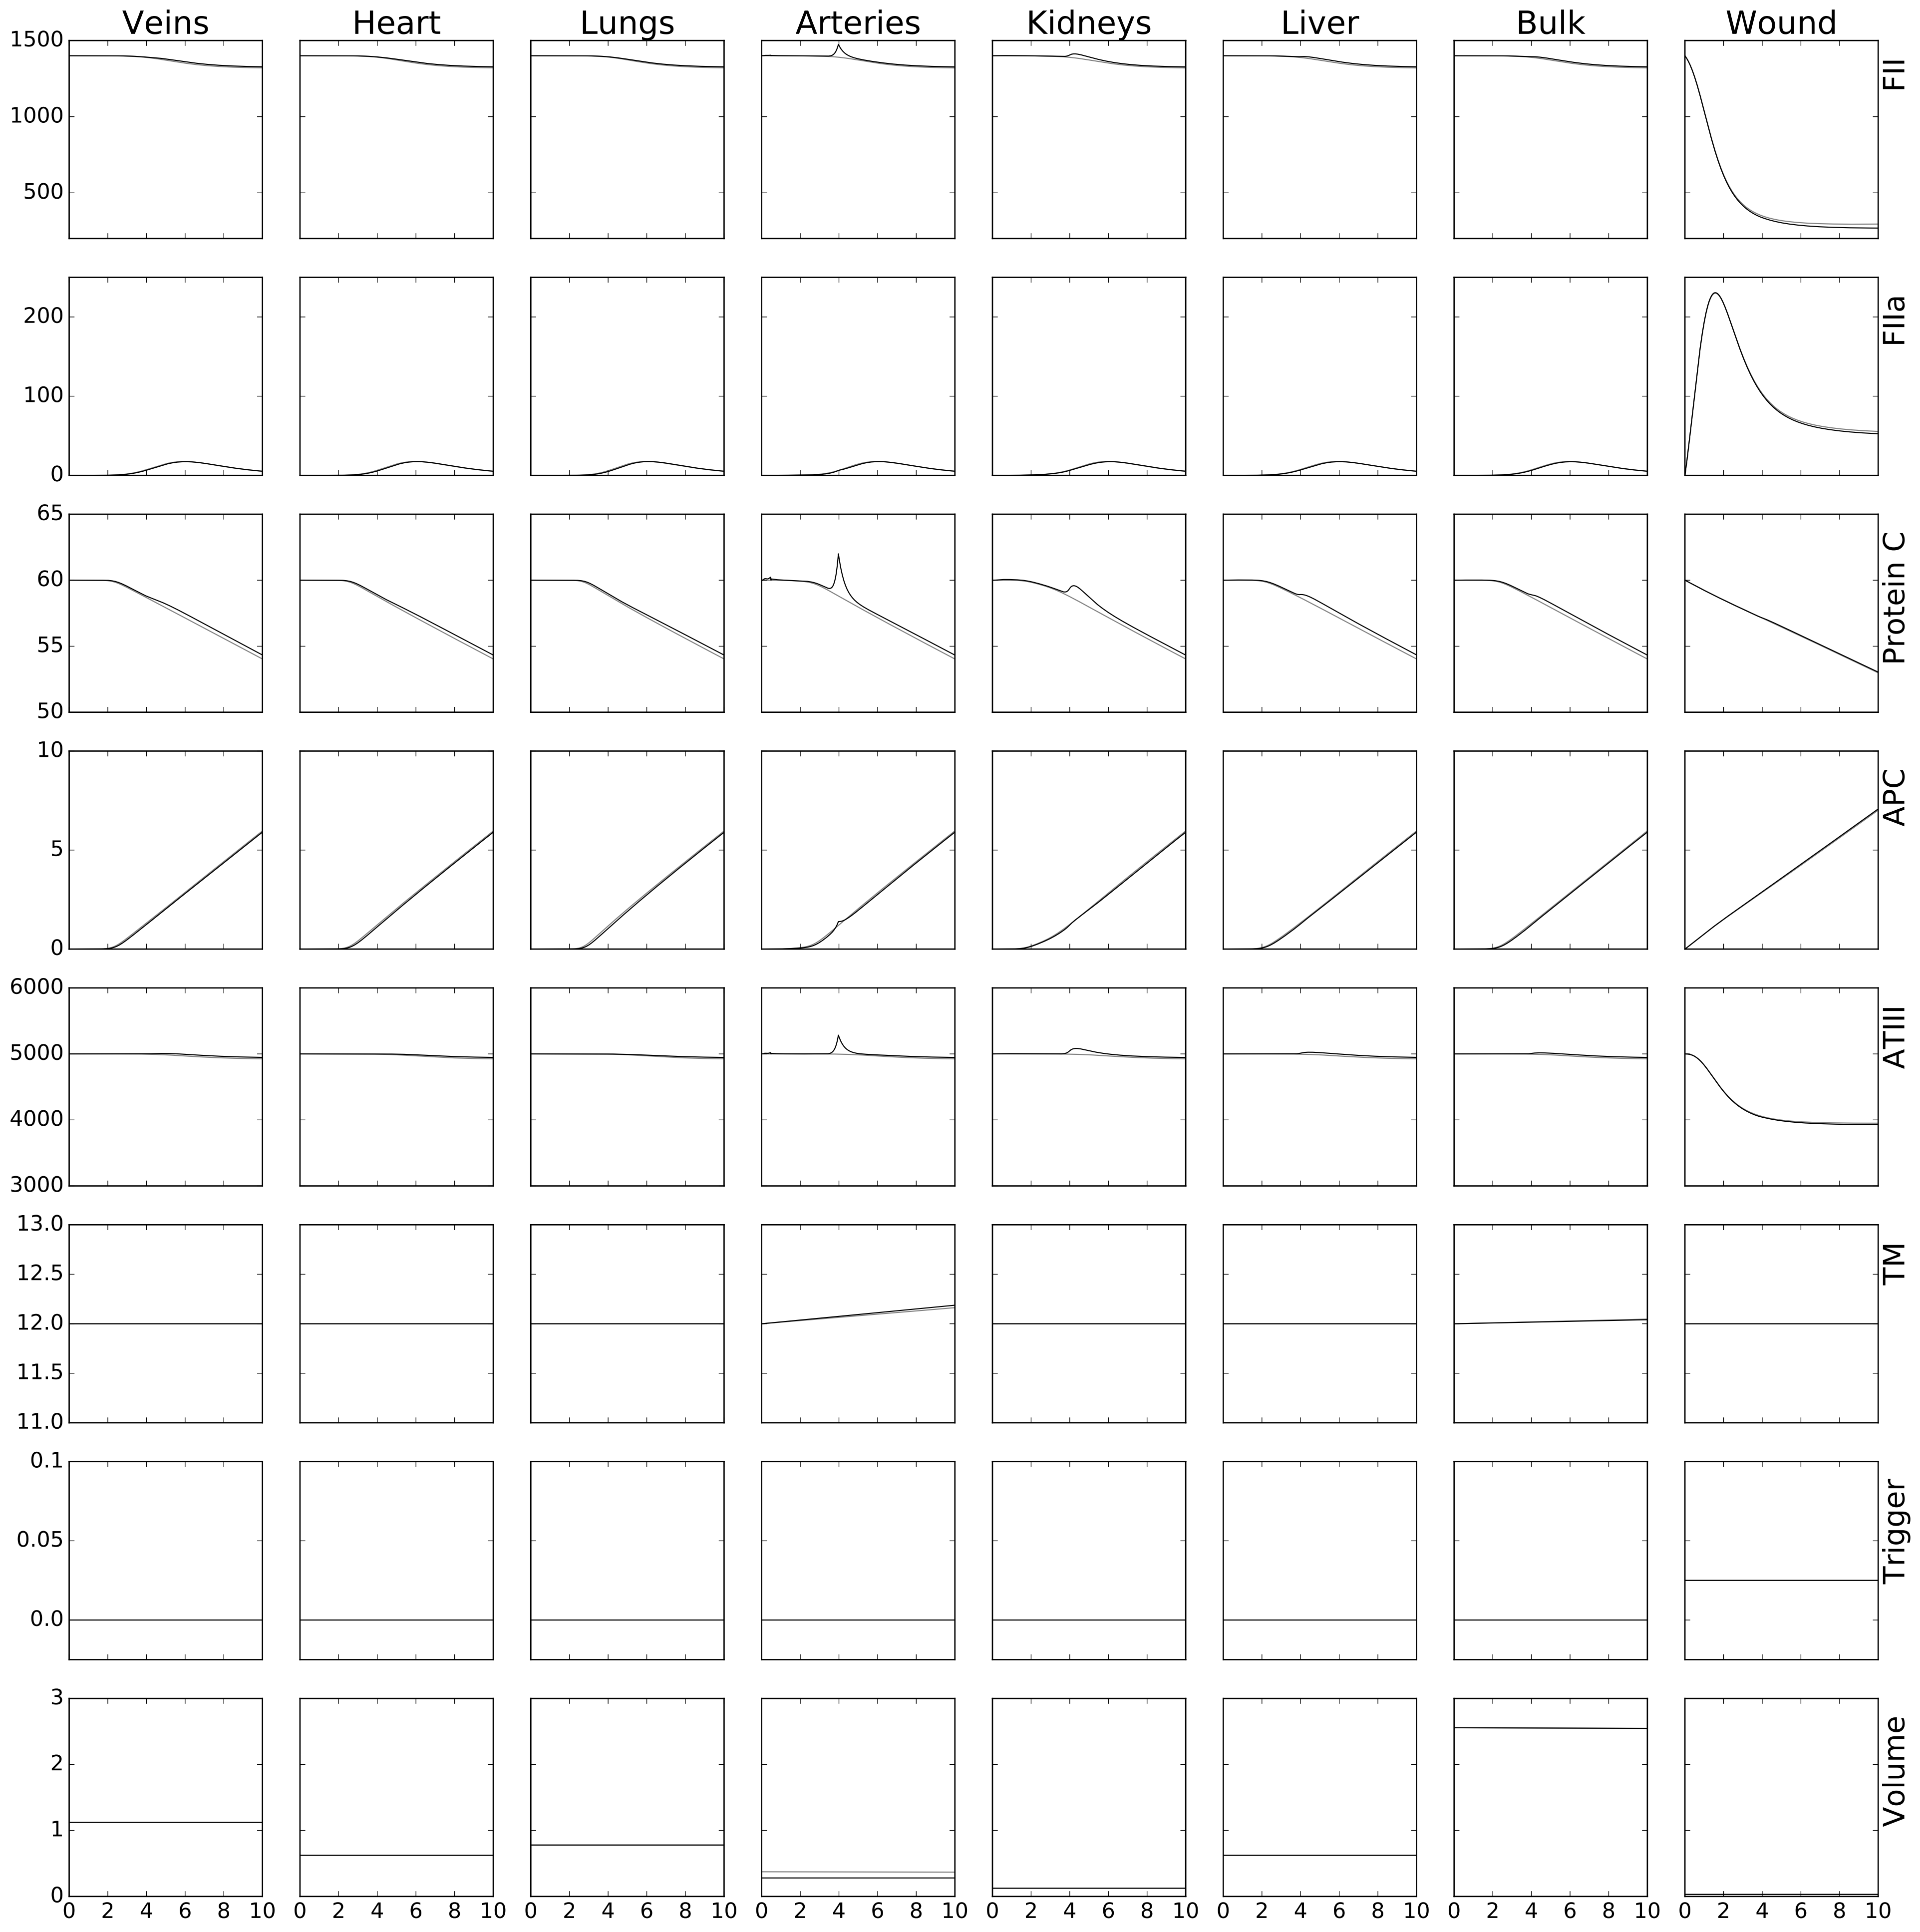 Veins Heart Lungs Arteries Kidneys Liver Bulk Wound
1500
1000
500
FII
200
100
0
FIIa
65
60
55
50
Protein C
10
5
0
APC
6000
5000
4000
3000
ATIII
13.0
12.5
12.0
11.5
11.0
TM
0.1
0.05
0.0
Trigger
3
2
1
0
Volume
0 2 4 6 8 10 0 2 4 6 8 10 0 2 4 6 8 10 0 2 4 6 8 10 0 2 4 6 8 10 0 2 4 6 8 10 0 2 4 6 8 10 0 2 4 6 8 10